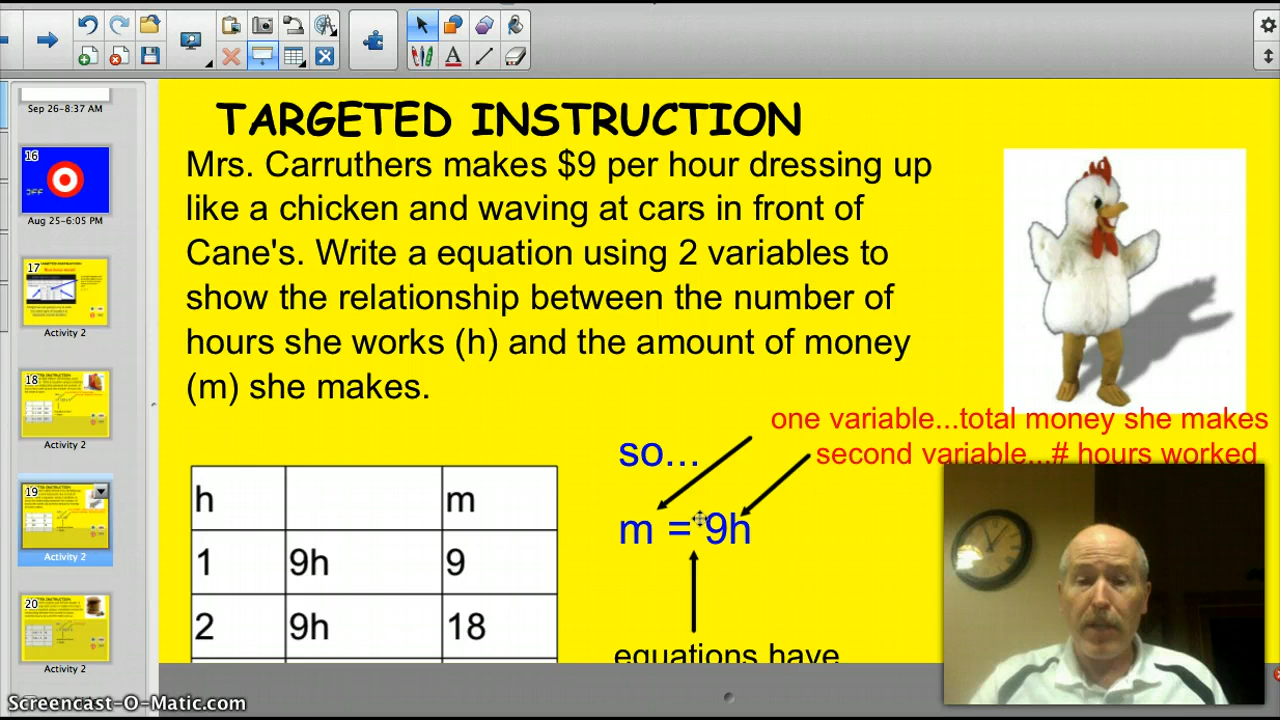 Sep 26-8:37 AM
16
OFF
Aug 25-6:05 PM
17
Activity 2
18
Activity 2
19
Activity 2
20
Activity 2
TARGETED INSTRUCTION
Mrs. Carruthers makes $9 per hour dressing up
like a chicken and waving at cars in front of
Cane's. Write a equation using 2 variables to
show the relationship between the number of
hours she works (h) and the amount of money
(m) she makes.
one variable...total money she makes
second variable...# hours worked
so...
m = 9h
equations have
h m
1 9h 9
2 9h 18
Screencast-O-Matic.com